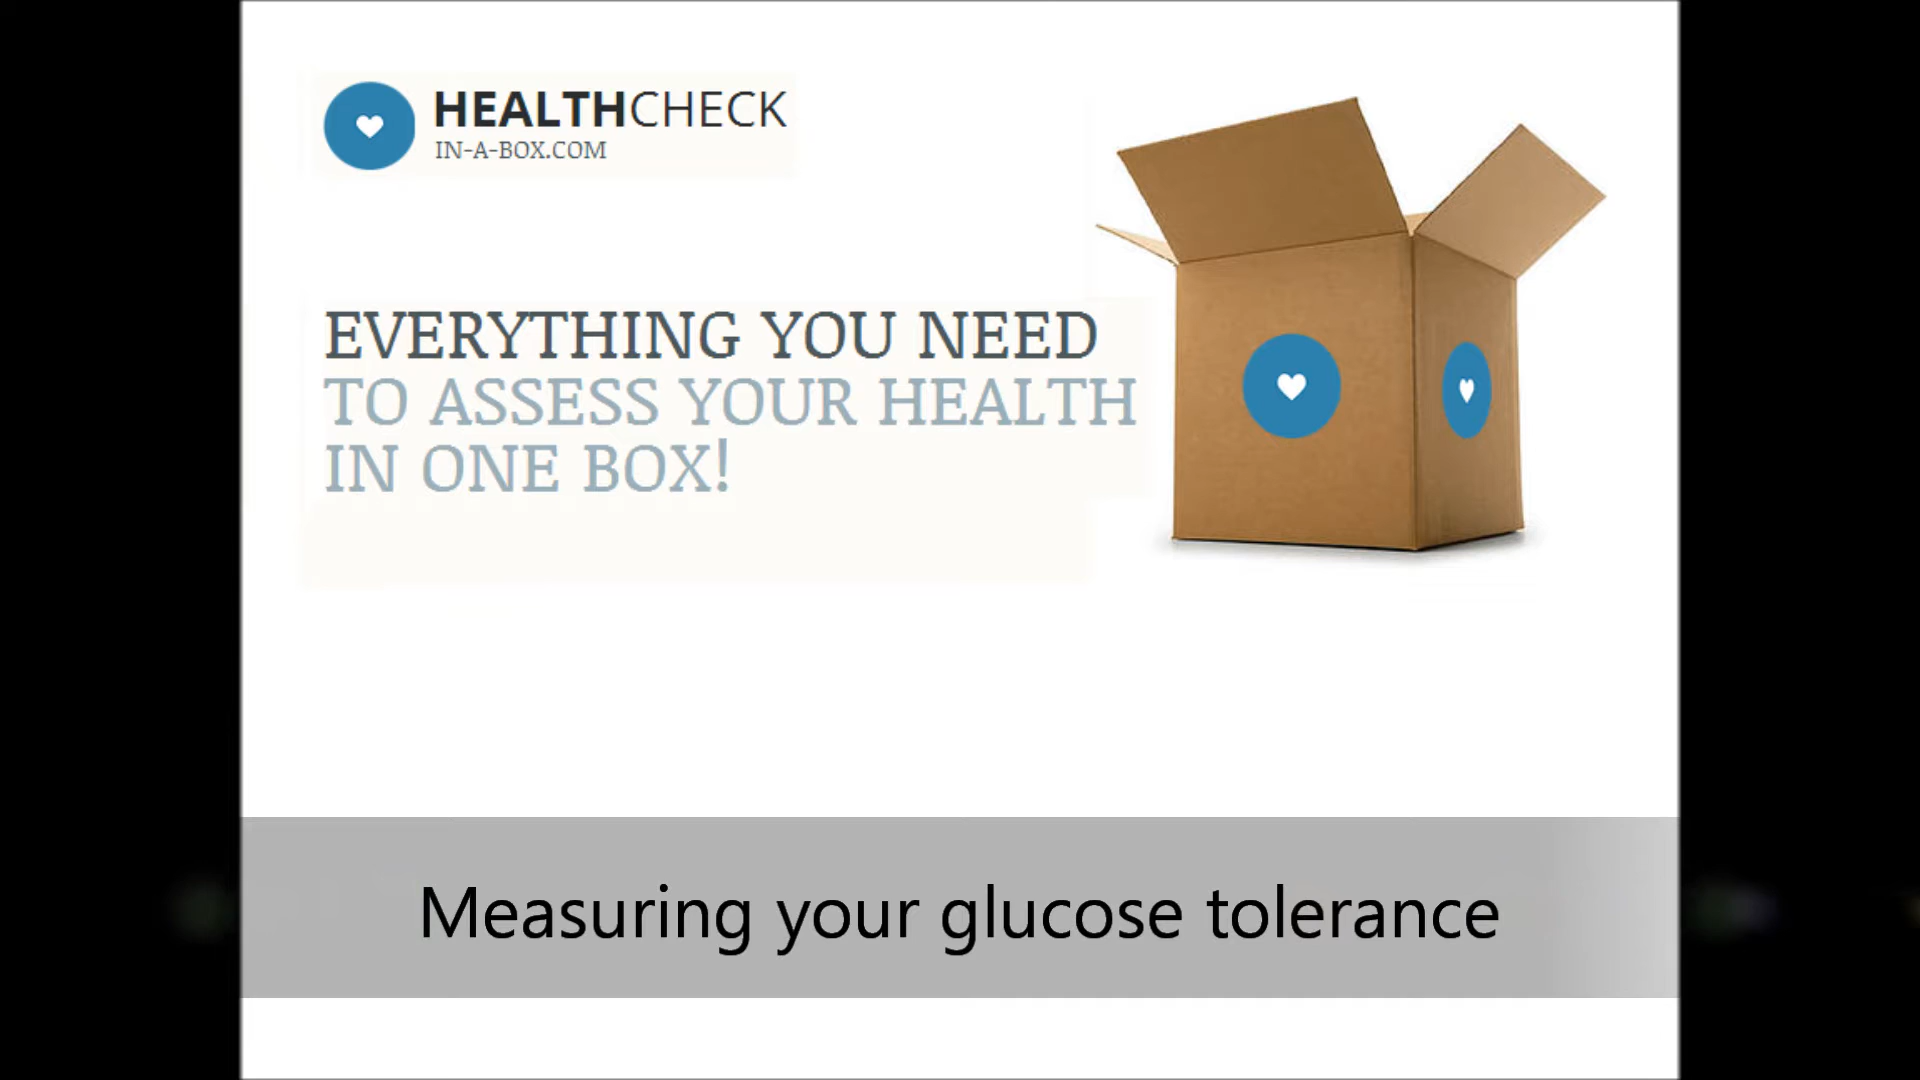 HEALTHCHECK
IN-A-BOX.COM
EVERYTHING YOU NEED
TO ASSESS YOUR HEALTH
IN ONE BOX!
Measuring your glucose tolerance